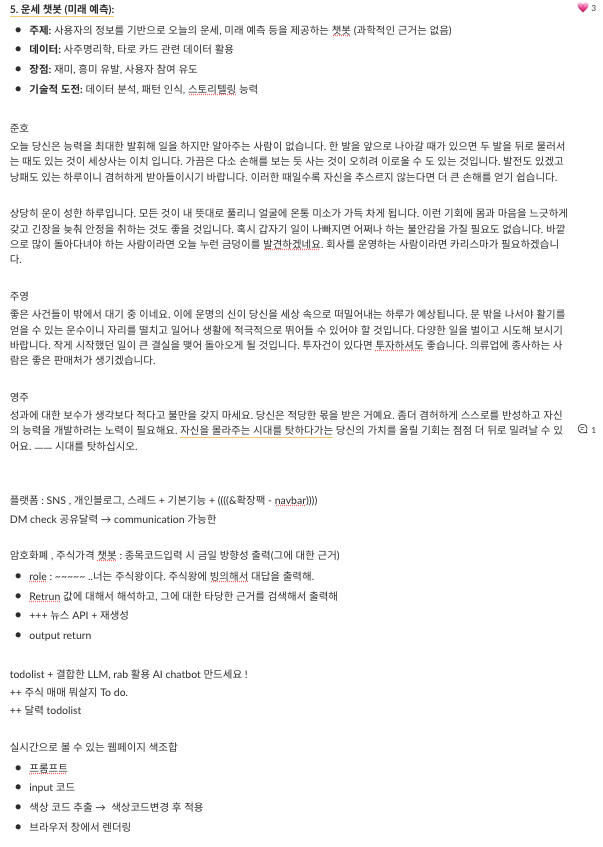 5. 운세 챗봇 (미래 예측):
3
주제: 사용자의 정보를 기반으로 오늘의 운세, 미래 예측 등을 제공하는 챗봇 (과학적인 근거는 없음)
데이터: 사주명리학, 타로 카드 관련 데이터 활용
장점: 재미, 흥미 유발, 사용자 참여 유도
기술적 도전: 데이터 분석, 패턴 인식, 스토리텔링 능력
준호
오늘 당신은 능력을 최대한 발휘해 일을 하지만 알아주는 사람이 없습니다. 한 발을 앞으로 나아갈 때가 있으면 두 발을 뒤로 물러서
는 때도 있는 것이 세상사는 이치 입니다. 가끔은 다소 손해를 보는 듯 사는 것이 오히려 이로울 수 도 있는 것입니다. 발전도 있겠고
낭패도 있는 하루이니 겸허하게 받아들이시기 바랍니다. 이러한 때일수록 자신을 추스르지 않는다면 더 큰 손해를 얻기 쉽습니다.
상당히 운이 성한 하루입니다. 모든 것이 내 뜻대로 풀리니 얼굴에 온통 미소가 가득 차게 됩니다. 이런 기회에 몸과 마음을 느긋하게
갖고 긴장을 늦춰 안정을 취하는 것도 좋을 것입니다. 혹시 갑자기 일이 나빠지면 어쩌나 하는 불안감을 가질 필요도 없습니다. 바깥
으로 많이 돌아다녀야 하는 사람이라면 오늘 누런 금덩이를 발견하겠네요. 회사를 운영하는 사람이라면 카리스마가 필요하겠습니
다.
주영
좋은 사건들이 밖에서 대기 중 이네요. 이에 운명의 신이 당신을 세상 속으로 떠밀어내는 하루가 예상됩니다. 문 밖을 나서야 활기를
얻을 수 있는 운수이니 자리를 떨치고 일어나 생활에 적극적으로 뛰어들 수 있어야 할 것입니다. 다양한 일을 벌이고 시도해 보시기
바랍니다. 작게 시작했던 일이 큰 결실을 맺어 돌아오게 될 것입니다. 투자건이 있다면 투자하셔도 좋습니다. 의류업에 종사하는 사
람은 좋은 판매처가 생기겠습니다.
영주
성과에 대한 보수가 생각보다 적다고 불만을 갖지 마세요. 당신은 적당한 몫을 받은 거예요. 좀더 겸허하게 스스로를 반성하고 자신
의 능력을 개발하려는 노력이 필요해요. 자신을 몰라주는 시대를 탓하다가는 당신의 가치를 올릴 기회는 점점 더 뒤로 밀려날 수 있
1
어요. —— 시대를 탓하십시오.
플랫폼 : SNS , 개인블로그, 스레드 + 기본기능 + ((((&확장팩 - navbar))))
DM check 공유달력 → communication 가능한
암호화폐 , 주식가격 챗봇 : 종목코드입력 시 금일 방향성 출력(그에 대한 근거)
role : ~~~~~ ..너는 주식왕이다. 주식왕에 빙의해서 대답을 출력해.
Retrun 값에 대해서 해석하고, 그에 대한 타당한 근거를 검색해서 출력해
+++ 뉴스 API + 재생성
output return
todolist + 결합한 LLM, rab 활용 AI chatbot 만드세요 !
++ 주식 매매 뭐살지 To do.
++ 달력 todolist
실시간으로 볼 수 있는 웹페이지 색조합
프롬프트
input 코드
색상 코드 추출 → 색상코드변경 후 적용
브라우저 창에서 렌더링